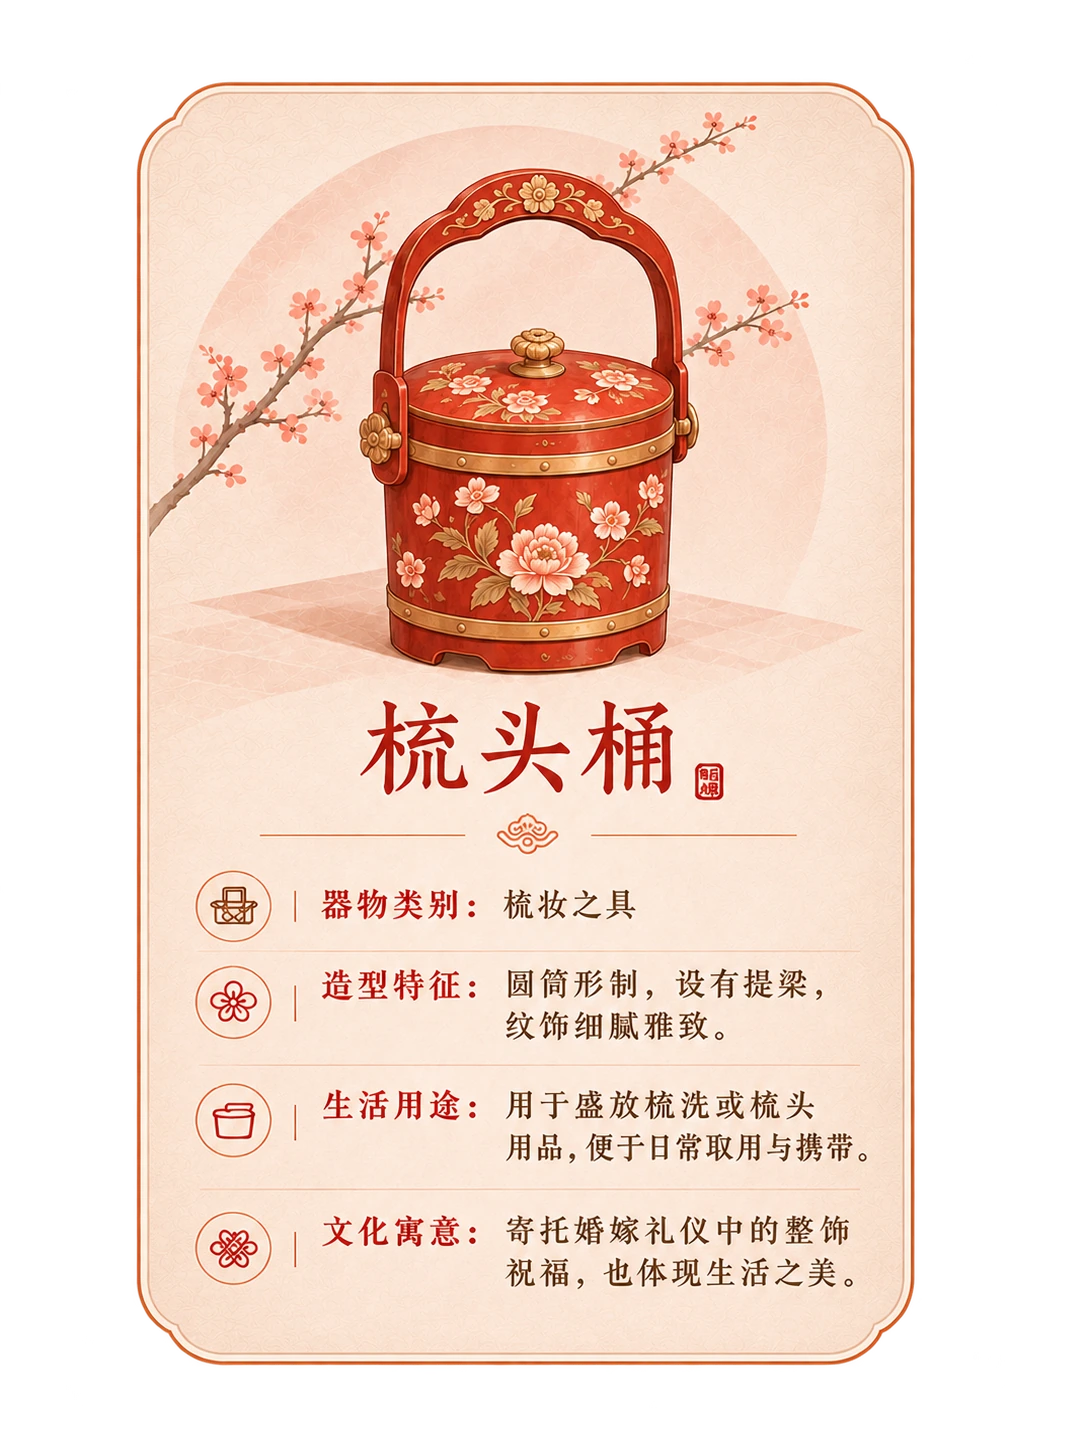 梳头桶
器物类别：梳妆之具
造型特征：圆筒形制，设有提梁，
纹饰细腻雅致。
生活用途：用于盛放梳洗或梳头
用品，便于日常取用与携带。
文化寓意：寄托婚嫁礼仪中的整饰
祝福，也体现生活之美。